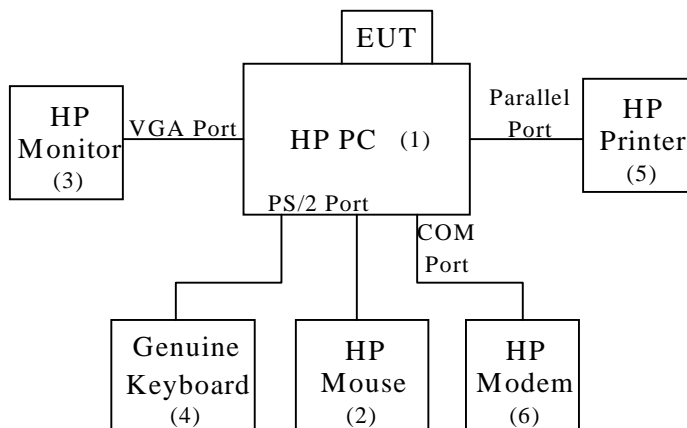 EUT
HP
Monitor
(3)
VGA Port
HP PC (1)
Parallel
Port
HP
Printer
(5)
PS/2 Port
COM
Port
Genuine
Keyboard
(4)
HP
Mouse
(2)
HP
Modem
(6)